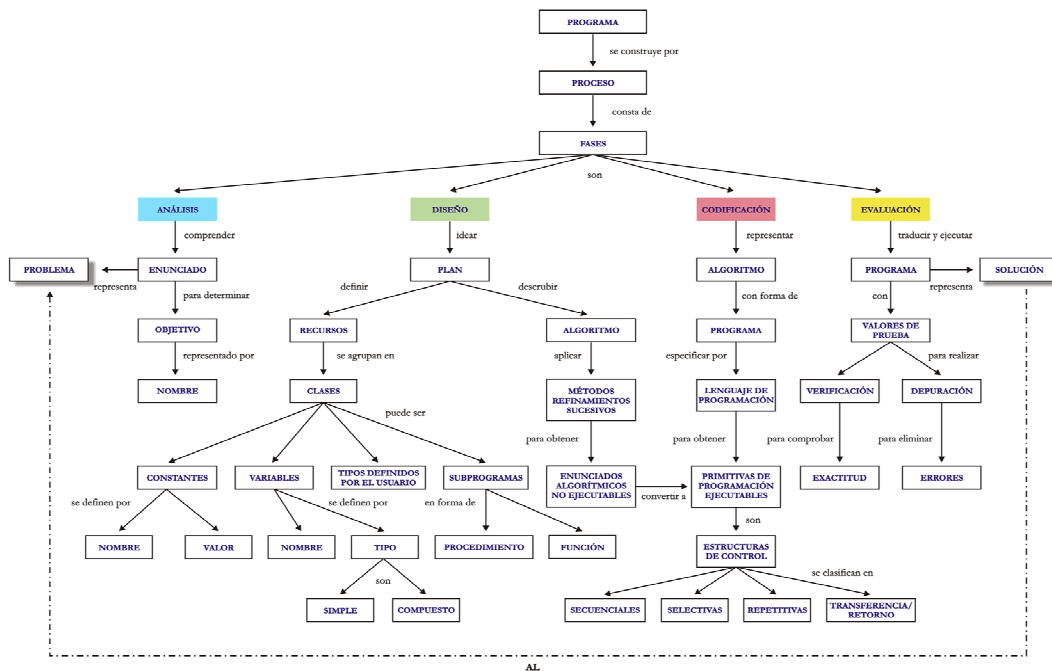 PROGRAMA
se construye por
PROCESO
consta de
FASES
son
ANÁLISIS
DISEÑO
CODIFICACIÓN
EVALUACIÓN
comprender
idear
representar
traducir y ejecutar
PROBLEMA
ENUNCIADO
PLAN
ALGORITMO
PROGRAMA
SOLUCIÓN
representa
representa
para determinar
definir
descrubir
con forma de
con
OBJETIVO
RECURSOS
ALGORITMO
PROGRAMA
VALORES DE
PRUEBA
representado por
se agrupan en
aplicar
especificar por
para realizar
NOMBRE
CLASES
MÉTODOS
REFINAMIENTOS
SUCESIVOS
LENGUAJE DE
PROGRAMACIÓN
VERIFICACIÓN
DEPURACIÓN
puede ser
para obtener
para obtener
para comprobar
para eliminar
CONSTANTES
VARIABLES
TIPOS DEFINIDOS
POR EL USUARIO
SUBPROGRAMAS
ENUNCIADOS
ALGORÍTMICOS
NO EJECUTABLES
convertir a
PRIMITIVAS DE
PROGRAMACIÓN
EJECUTABLES
EXACTITUD
ERRORES
se definen por
se definen por
en forma de
son
NOMBRE
VALOR
NOMBRE
TIPO
PROCEDIMIENTO
FUNCIÓN
ESTRUCTURAS
DE CONTROL
son
se clasifican en
SIMPLE
COMPUESTO
SECUENCIALES
SELECTIVAS
REPETITIVAS
TRANSFERENCIA/
RETORNO
AL